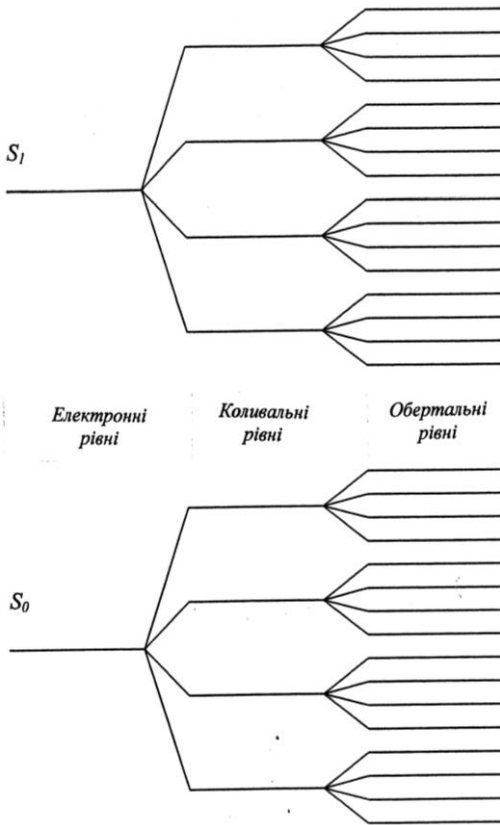 S₁
Електронні
рівні
Коливальні
рівні
Обертальні
рівні
S₀